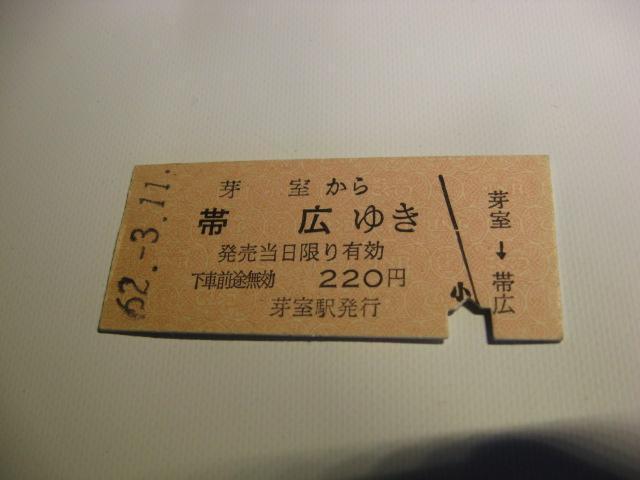 62.-3.11.
芽室から
帯広ゆき
発売当日限り有効
下車前途無効 220円
芽室駅発行
小
芽室→帯広